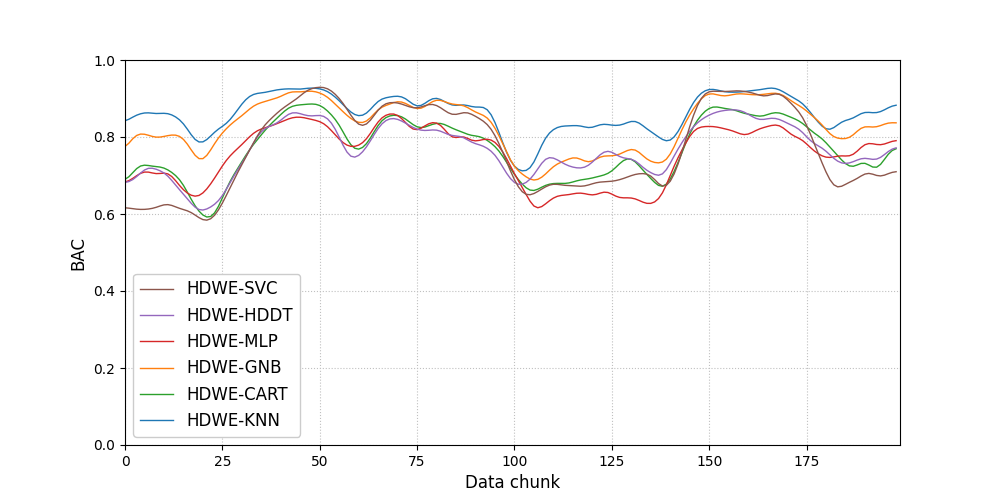 1.0
0.8
0.6
0.4
0.2
0.0
BAC
HDWE-SVC
HDWE-HDDT
HDWE-MLP
HDWE-GNB
HDWE-CART
HDWE-KNN
0 25 50 75 100 125 150 175
Data chunk